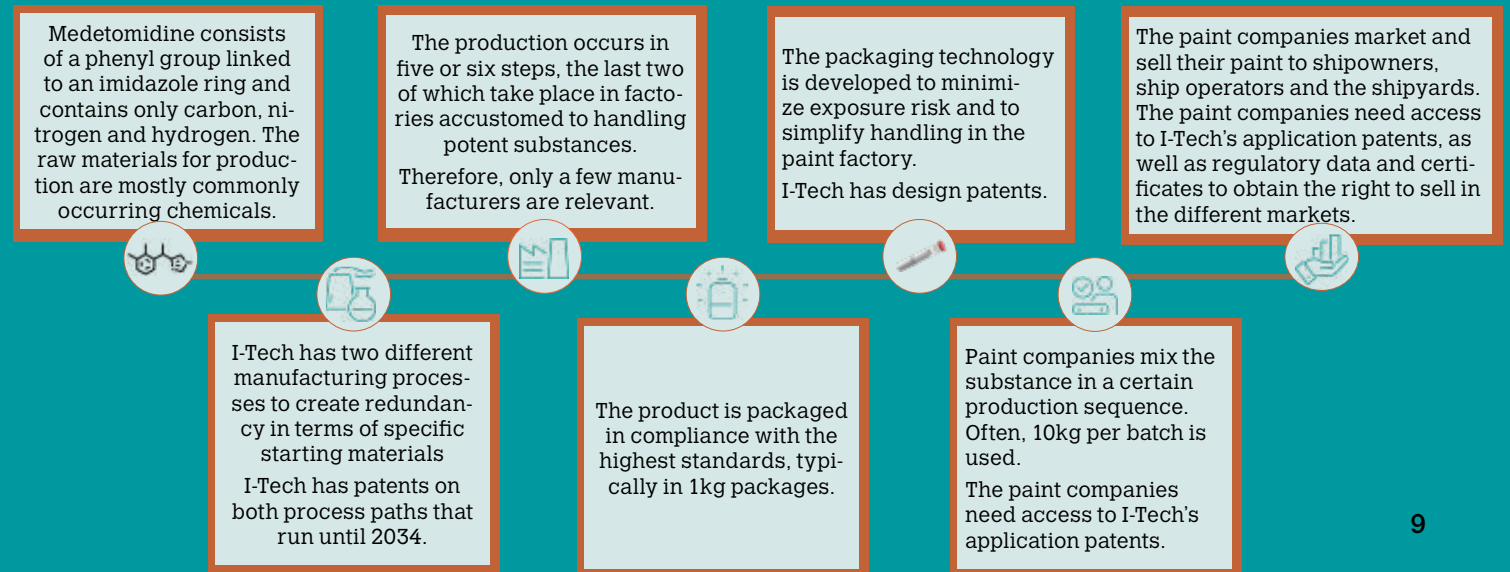 Medetomidine consists
of a phenyl group linked
to an imidazole ring and
contains only carbon, ni-
trogen and hydrogen. The
raw materials for produc-
tion are mostly commonly
occurring chemicals.
I-Tech has two different
manufacturing proces-
ses to create redundan-
cy in terms of specific
starting materials
I-Tech has patents on
both process paths that
run until 2034.
The production occurs in
five or six steps, the last two
of which take place in facto-
ries accustomed to handling
potent substances.
Therefore, only a few manu-
facturers are relevant.
The product is packaged
in compliance with the
highest standards, typi-
cally in 1kg packages.
The packaging technology
is developed to minimi-
ze exposure risk and to
simplify handling in the
paint factory.
I-Tech has design patents.
Paint companies mix the
substance in a certain
production sequence.
Often, 10kg per batch is
used.
The paint companies
need access to I-Tech's
application patents.
The paint companies market and
sell their paint to shipowners,
ship operators and the shipyards.
The paint companies need access
to I-Tech's application patents, as
well as regulatory data and certi-
ficates to obtain the right to sell in
the different markets.
9